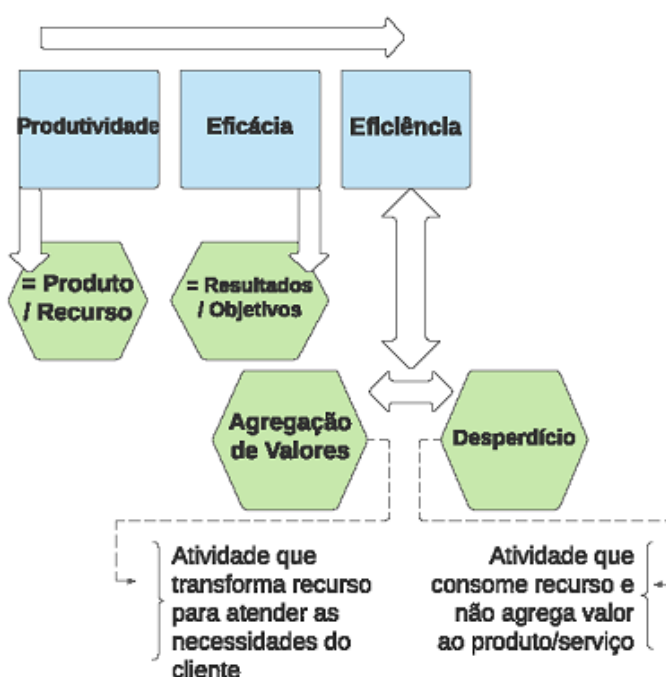 Produtividade
Eficácia
Eficiência
= Produto
/ Recurso
= Resultados
/ Objetivos
Agregação
de Valores
Desperdício
Atividade que
transforma recurso
para atender as
necessidades do
cliente
Atividade que
consome recurso e
não agrega valor
ao produto/serviço